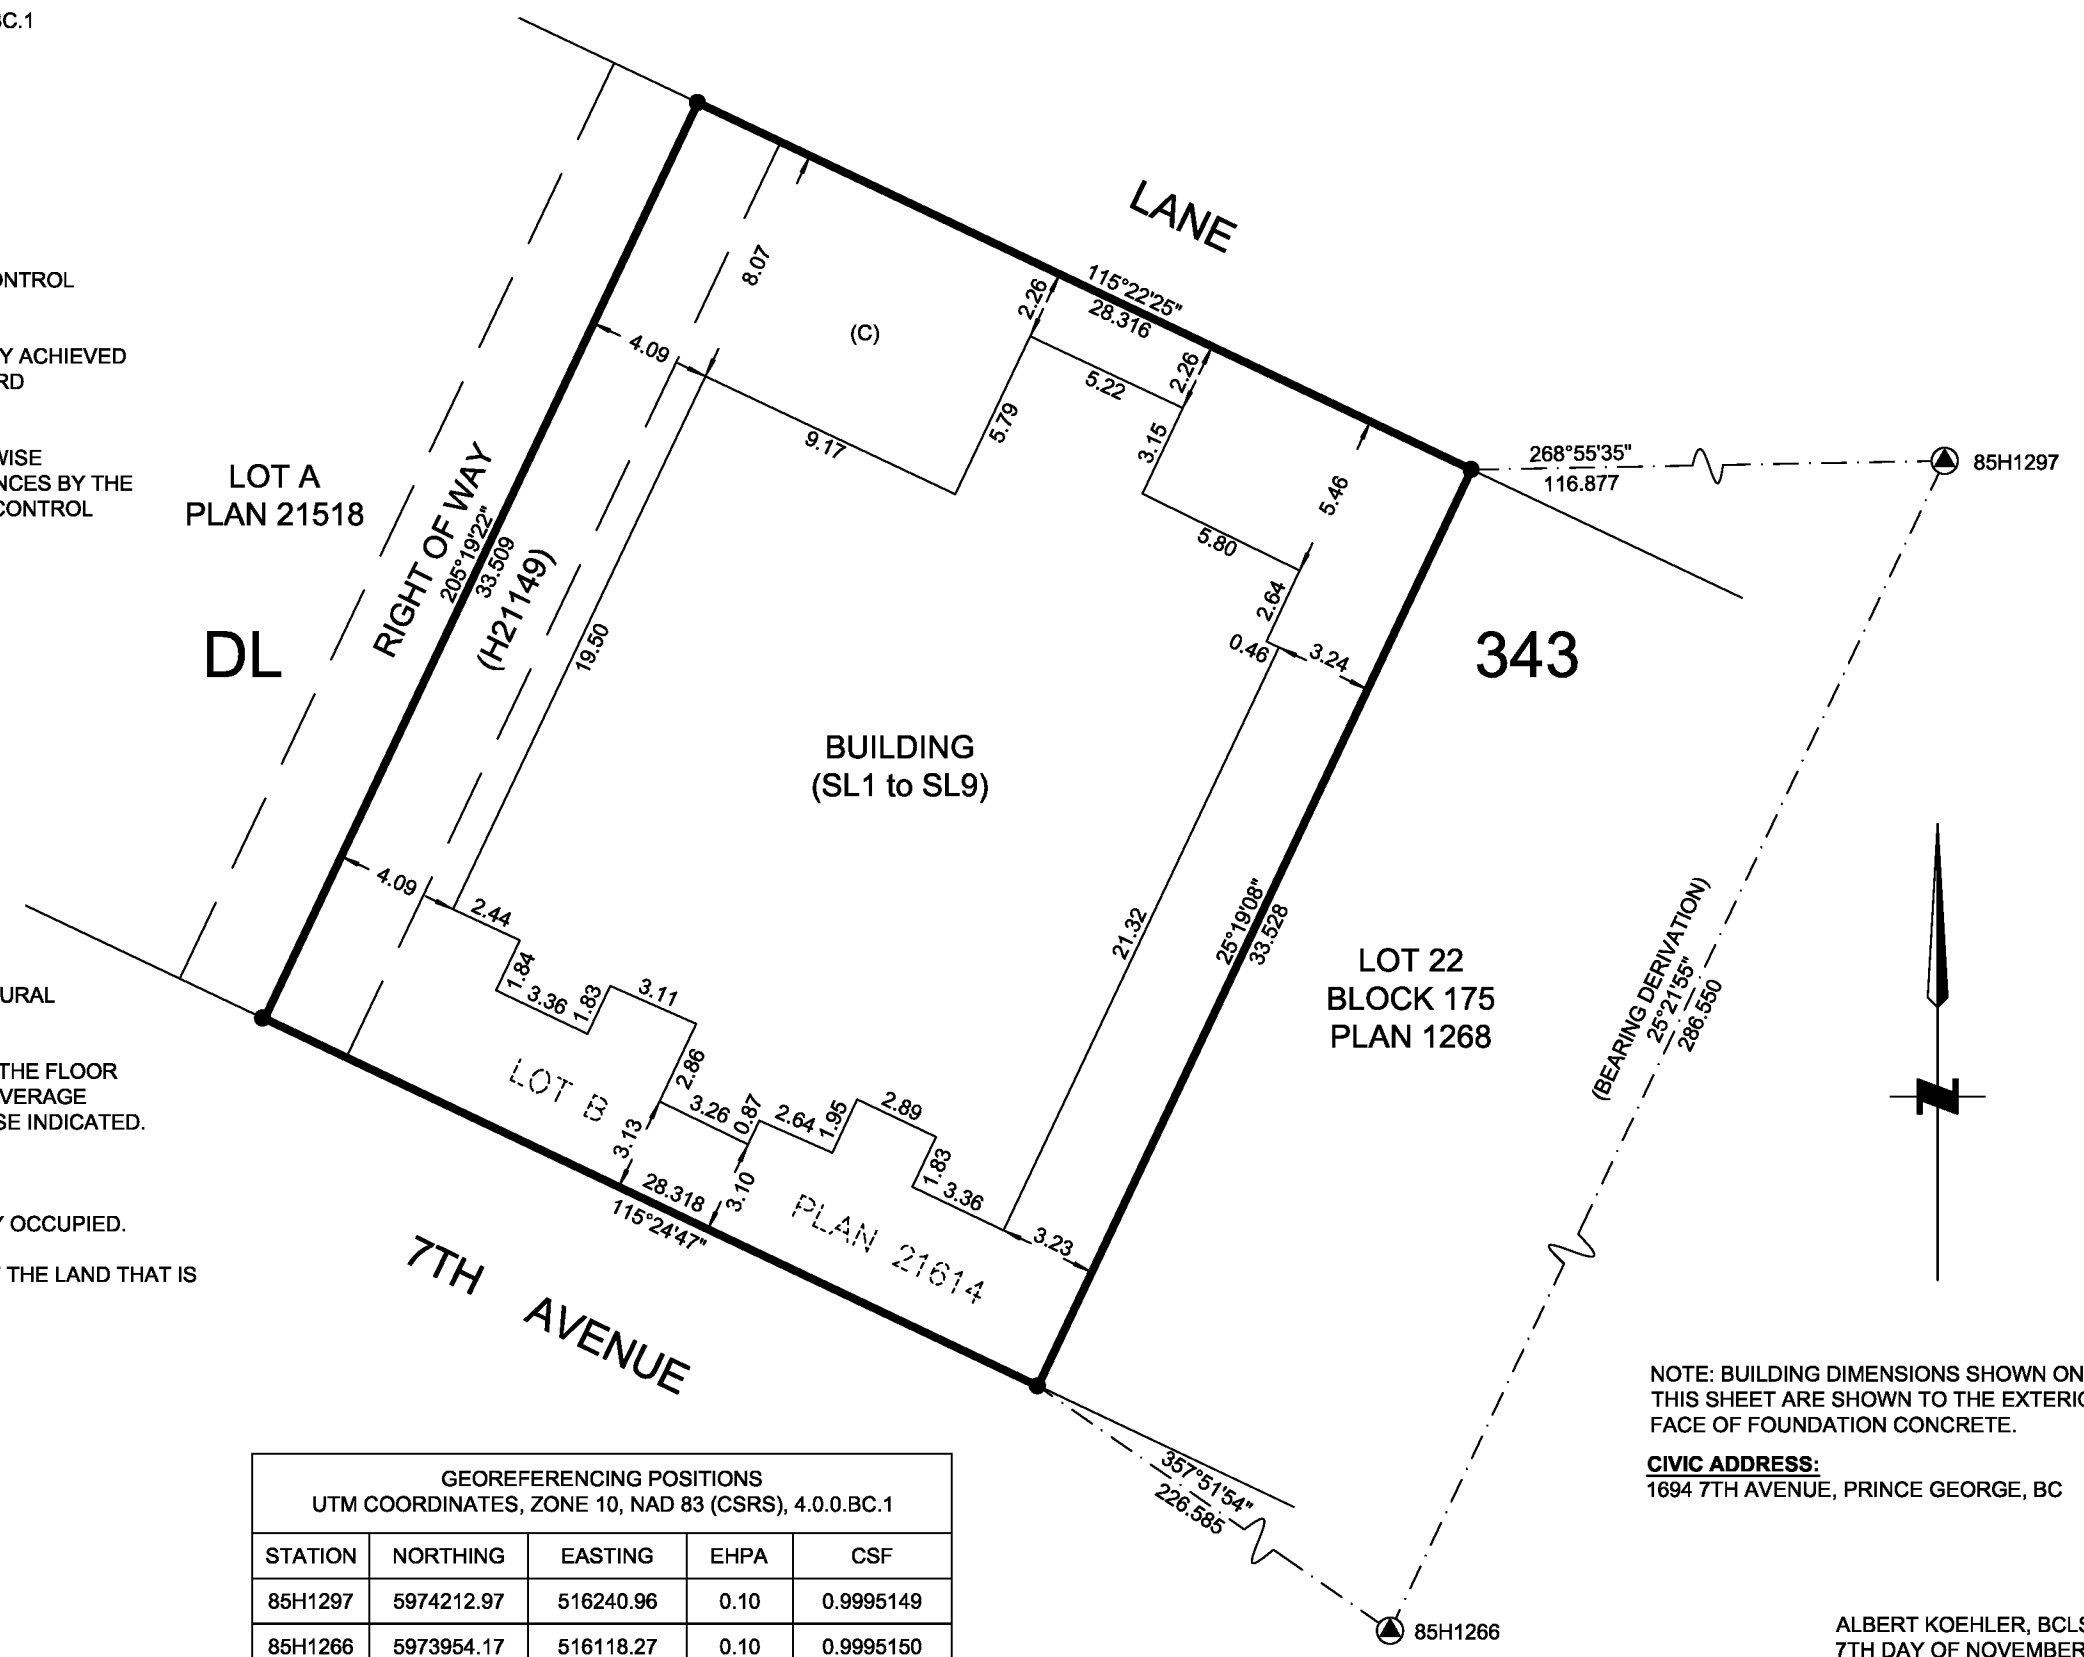 BC.1
LANE
ONTROL
Y ACHIEVED
RD
WISE
NCES BY THE
CONTROL
LOT A
PLAN 21518
RIGHT OF WAY
205°19'22"
33.509
(H21149)
DL
8.07
(C)
4.09
2.26
115°22'25"
28.316
5.22
2.26
5.79
9.17
3.15
5.46
5.80
2.64
0.46
3.24
268°55'35"
116.877
85H1297
343
19.50
BUILDING
(SL1 to SL9)
21.32
25°19'08"
33.528
LOT 22
BLOCK 175
PLAN 1268
(BEARING DERIVATION)
25°21'55"
286.550
4.09
2.44
1.84
3.36
1.83
3.11
2.86
3.26
0.87
2.64
1.95
2.89
1.83
3.36
3.23
3.13
3.10
LOT B
PLAN 21614
28.318
115°24'47"
7TH AVENUE
URAL
THE FLOOR
VERAGE
SE INDICATED.
Y OCCUPIED.
THE LAND THAT IS
357°51'54"
226.585
85H1266
NOTE: BUILDING DIMENSIONS SHOWN ON
THIS SHEET ARE SHOWN TO THE EXTERIO
FACE OF FOUNDATION CONCRETE.
CIVIC ADDRESS:
1694 7TH AVENUE, PRINCE GEORGE, BC
GEOREFERENCING POSITIONS
UTM COORDINATES, ZONE 10, NAD 83 (CSRS), 4.0.0.BC.1
STATION NORTHING EASTING EHPA CSF
85H1297 5974212.97 516240.96 0.10 0.9995149
85H1266 5973954.17 516118.27 0.10 0.9995150
ALBERT KOEHLER, BCLS
7TH DAY OF NOVEMBER